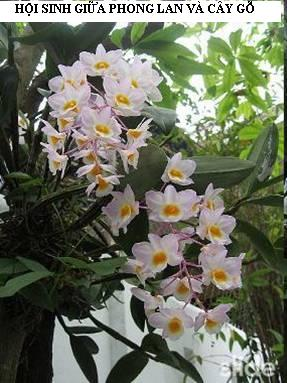 HỘI SINH GIỮA PHONG LAN VÀ CÂY GỖ